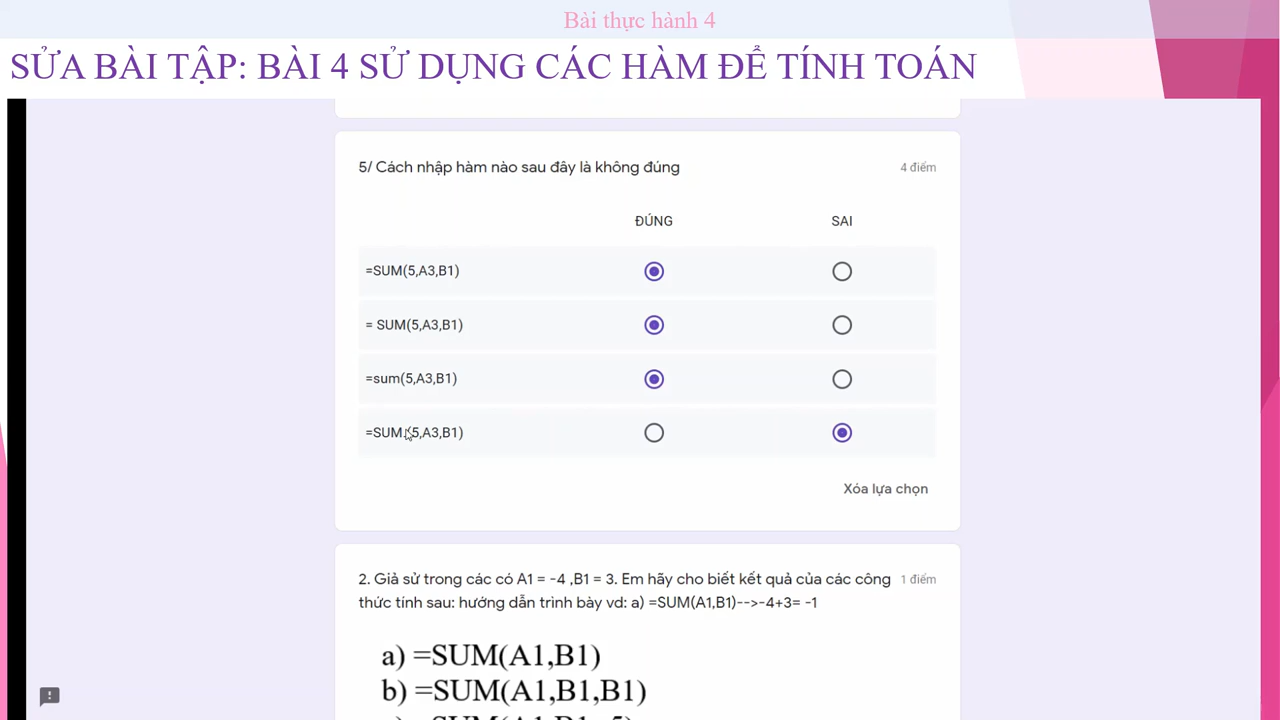 Bài thực hành 4
SỬA BÀI TẬP: BÀI 4 SỬ DỤNG CÁC HÀM ĐỂ TÍNH TOÁN
5/ Cách nhập hàm nào sau đây là không đúng
4 điểm
ĐÚNG SAI
=SUM(5,A3,B1)
= SUM(5,A3,B1)
=sum(5,A3,B1)
=SUM (5,A3,B1)
Xóa lựa chọn
2. Giả sử trong các có A1 = -4 ,B1 = 3. Em hãy cho biết kết quả của các công
1 điểm
thức tính sau: hướng dẫn trình bày vd: a) =SUM(A1,B1)-->-4+3= -1
a) =SUM(A1,B1)
b) =SUM(A1,B1,B1)